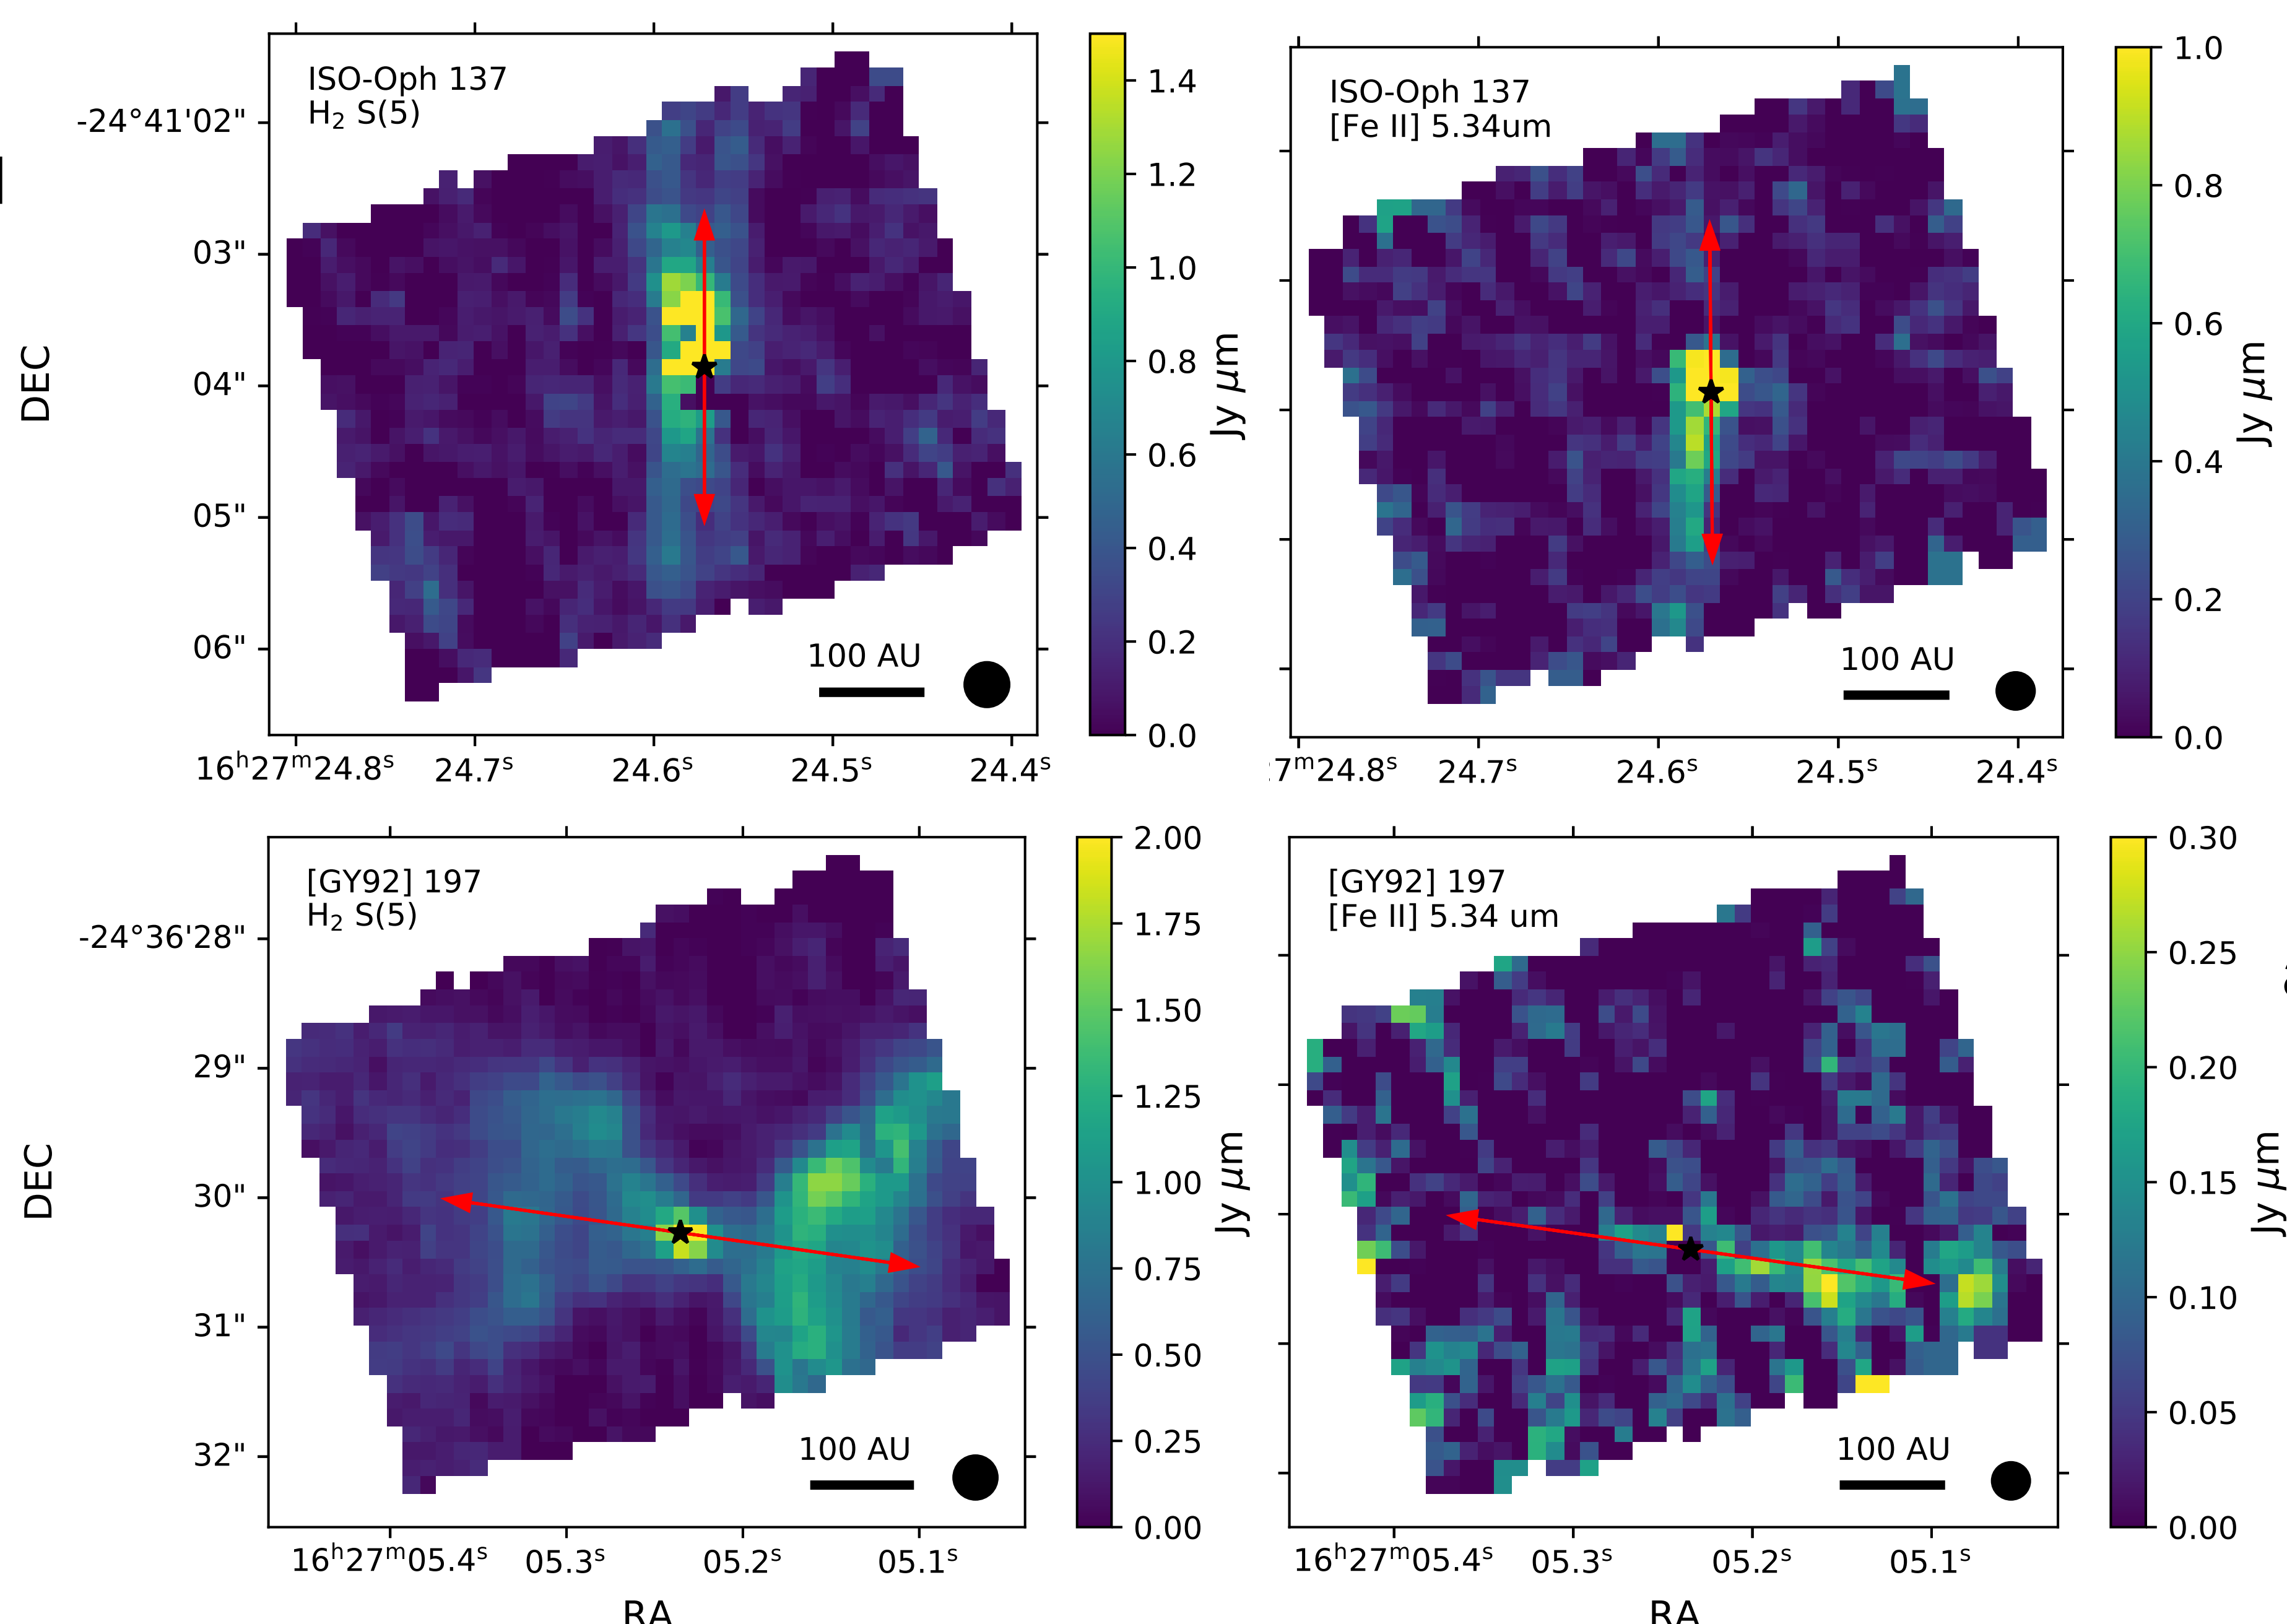 ISO-Oph 137
H₂ S(5)
-24°41'02"
03"
04"
05"
06"
DEC
100 AU
16ʰ27ᵐ24.8ˢ
24.7ˢ
24.6ˢ
24.5ˢ
24.4ˢ
1.4
1.2
1.0
0.8
0.6
0.4
0.2
0.0
Jy μm
ISO-Oph 137
[Fe II] 5.34um
100 AU
7ᵐ24.8ˢ
24.7ˢ
24.6ˢ
24.5ˢ
24.4ˢ
1.0
0.8
0.6
0.4
0.2
0.0
Jy μm
[GY92] 197
H₂ S(5)
-24°36'28"
29"
30"
31"
32"
DEC
100 AU
16ʰ27ᵐ05.4ˢ
05.3ˢ
05.2ˢ
05.1ˢ
RA
2.00
1.75
1.50
1.25
1.00
0.75
0.50
0.25
0.00
Jy μm
[GY92] 197
[Fe II] 5.34 um
100 AU
16ʰ27ᵐ05.4ˢ
05.3ˢ
05.2ˢ
05.1ˢ
RA
0.30
0.25
0.20
0.15
0.10
0.05
0.00
Jy μm